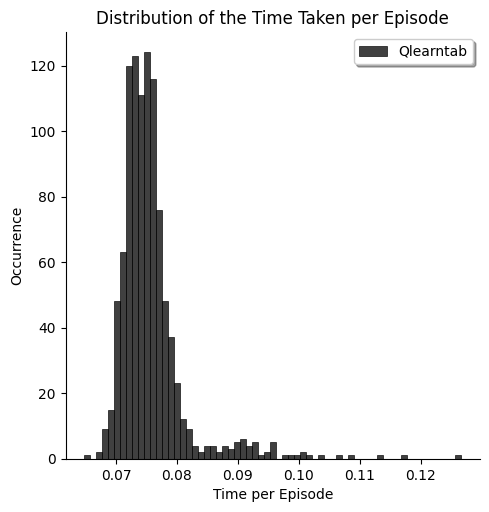 Distribution of the Time Taken per Episode
Qlearntab
120
100
80
60
40
20
0
Occurrence
0.07 0.08 0.09 0.10 0.11 0.12
Time per Episode